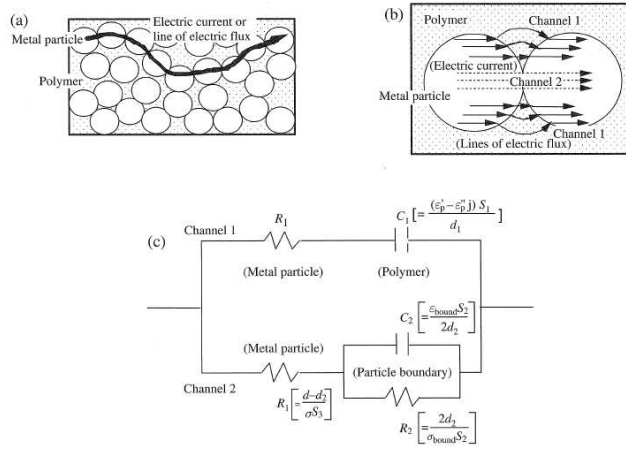 (a)
Electric current or
line of electric flux
Metal particle
Polymer
(b)
Polymer
Channel 1
(Electric current)
Channel 2
Metal particle
Channel 1
(Lines of electric flux)
(c)
Channel 1
R₁
C₁ [= (ε'ₚ − ε''ₚ j) S₁ / d₁ ]
(Metal particle)
(Polymer)
C₂ [= ε_bound S₂ / 2d₂ ]
(Metal particle)
(Particle boundary)
Channel 2
R₁ [= d−d₂ / σS₃ ]
R₂ [= 2d₂ / σ_bound S₂ ]